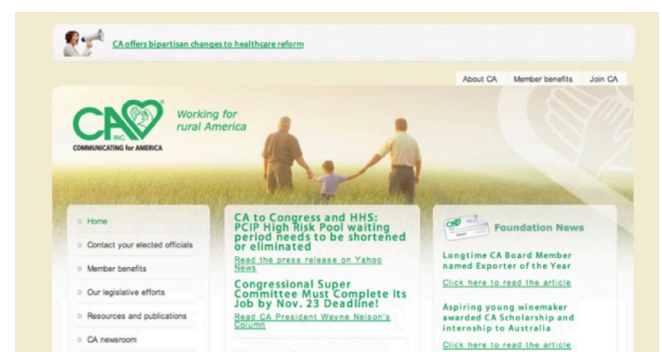 CA offers bipartisan changes to healthcare reform
About CA Member benefits Join CA
CA
INC.
COMMUNICATING for AMERICA
Working for
rural America
Home
Contact your elected officials
Member benefits
Our legislative efforts
Resources and publications
CA newsroom
CA to Congress and HHS:
PCIP High Risk Pool waiting
period needs to be shortened
or eliminated
Read the press release on Yahoo
News
Congressional Super
Committee Must Complete Its
Job by Nov. 23 Deadline!
Read CA President Wayne Nelson's
Column
Foundation News
Longtime CA Board Member
named Exporter of the Year
Click here to read the article
Aspiring young winemaker
awarded CA Scholarship and
internship to Australia
Click here to read the article